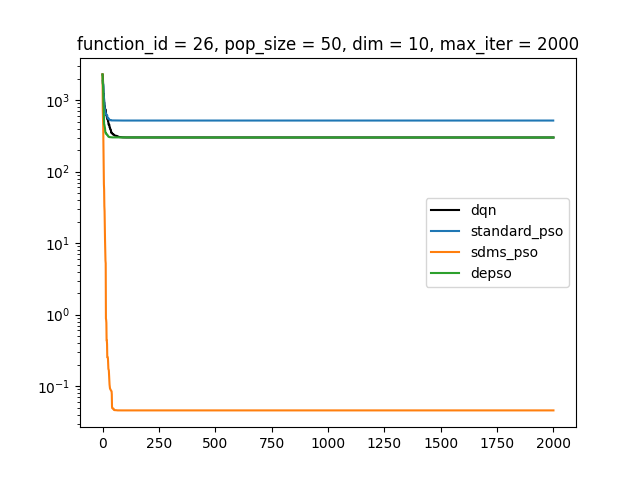 function_id = 26, pop_size = 50, dim = 10, max_iter = 2000
10³
10²
10¹
10⁰
10⁻¹
dqn
standard_pso
sdms_pso
depso
0 250 500 750 1000 1250 1500 1750 2000